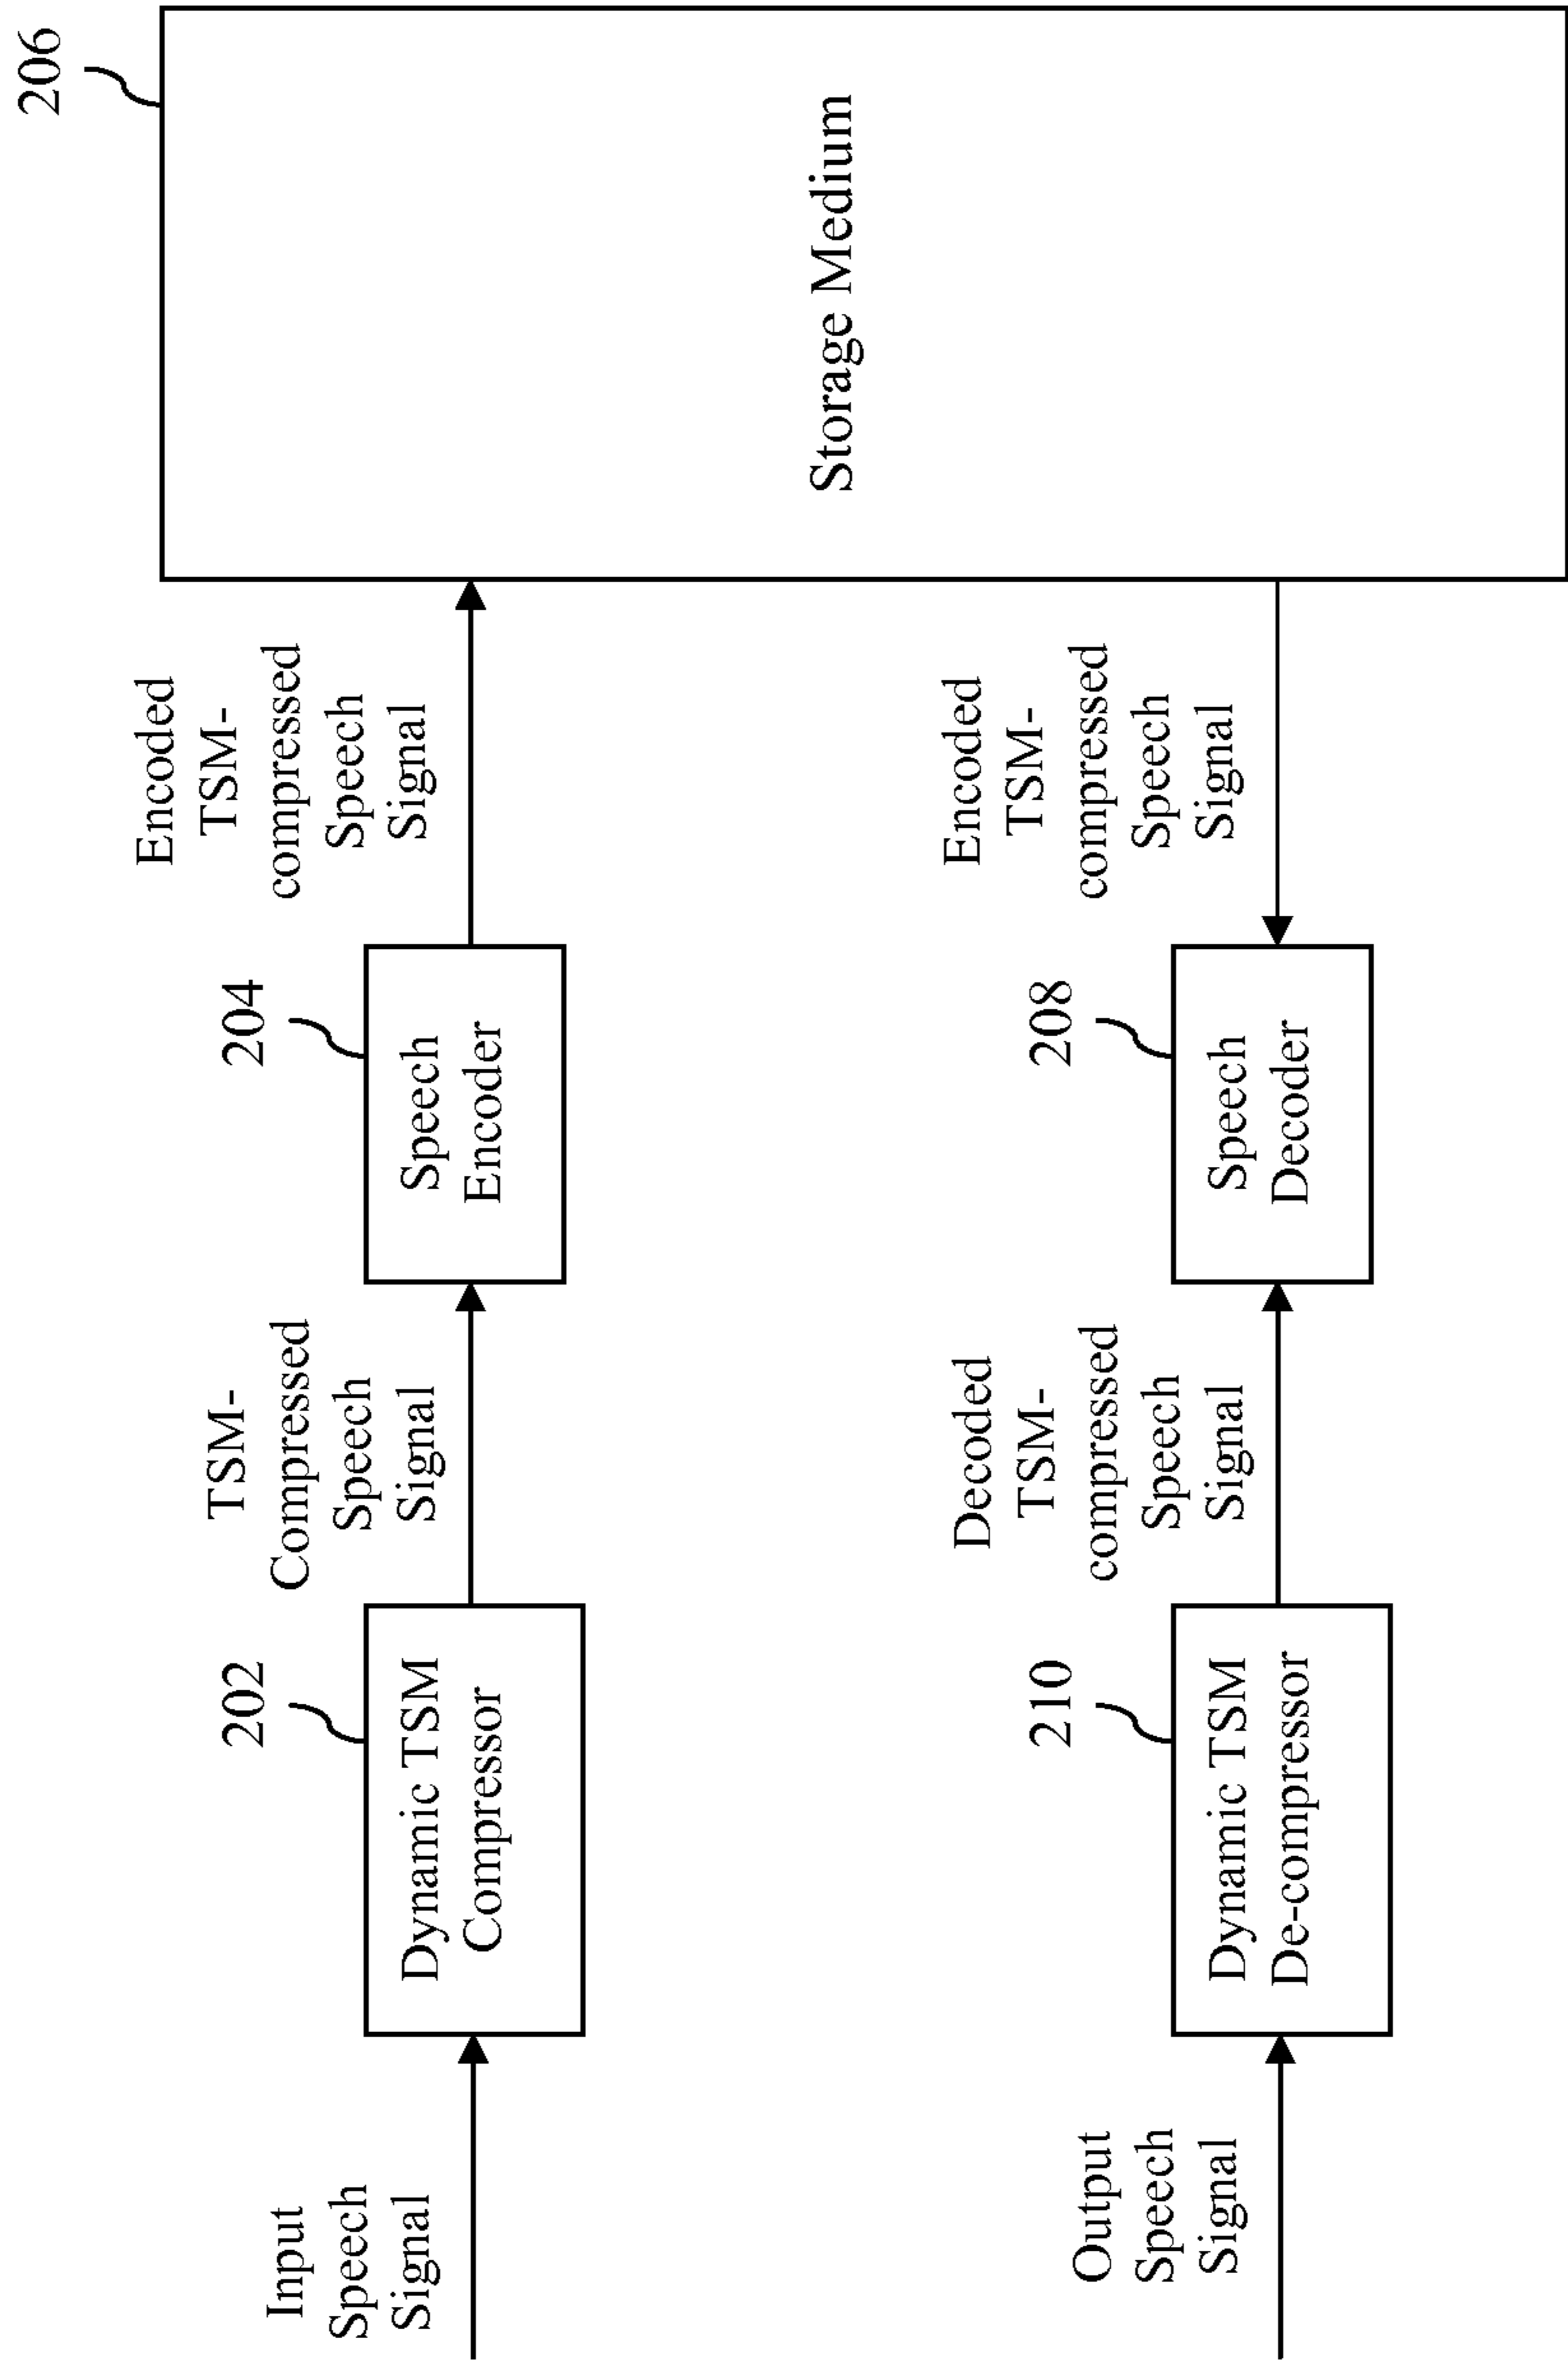 206
Storage Medium
Encoded
TSM-
compressed
Speech
Signal
204
Speech
Encoder
TSM-
Compressed
Speech
Signal
202
Dynamic TSM
Compressor
Input
Speech
Signal
Encoded
TSM-
compressed
Speech
Signal
208
Speech
Decoder
Decoded
TSM-
compressed
Speech
Signal
210
Dynamic TSM
De-compressor
Output
Speech
Signal